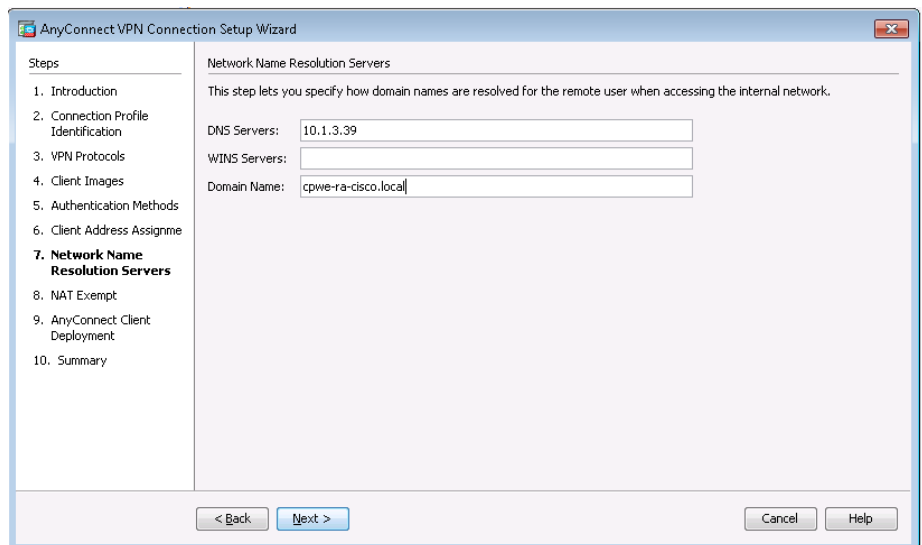 AnyConnect VPN Connection Setup Wizard
Steps
1. Introduction
2. Connection Profile
Identification
3. VPN Protocols
4. Client Images
5. Authentication Methods
6. Client Address Assignme
7. Network Name
Resolution Servers
8. NAT Exempt
9. AnyConnect Client
Deployment
10. Summary
Network Name Resolution Servers
This step lets you specify how domain names are resolved for the remote user when accessing the internal network.
DNS Servers: 10.1.3.39
WINS Servers:
Domain Name: cpwe-ra-cisco.local
< Back Next > Cancel Help